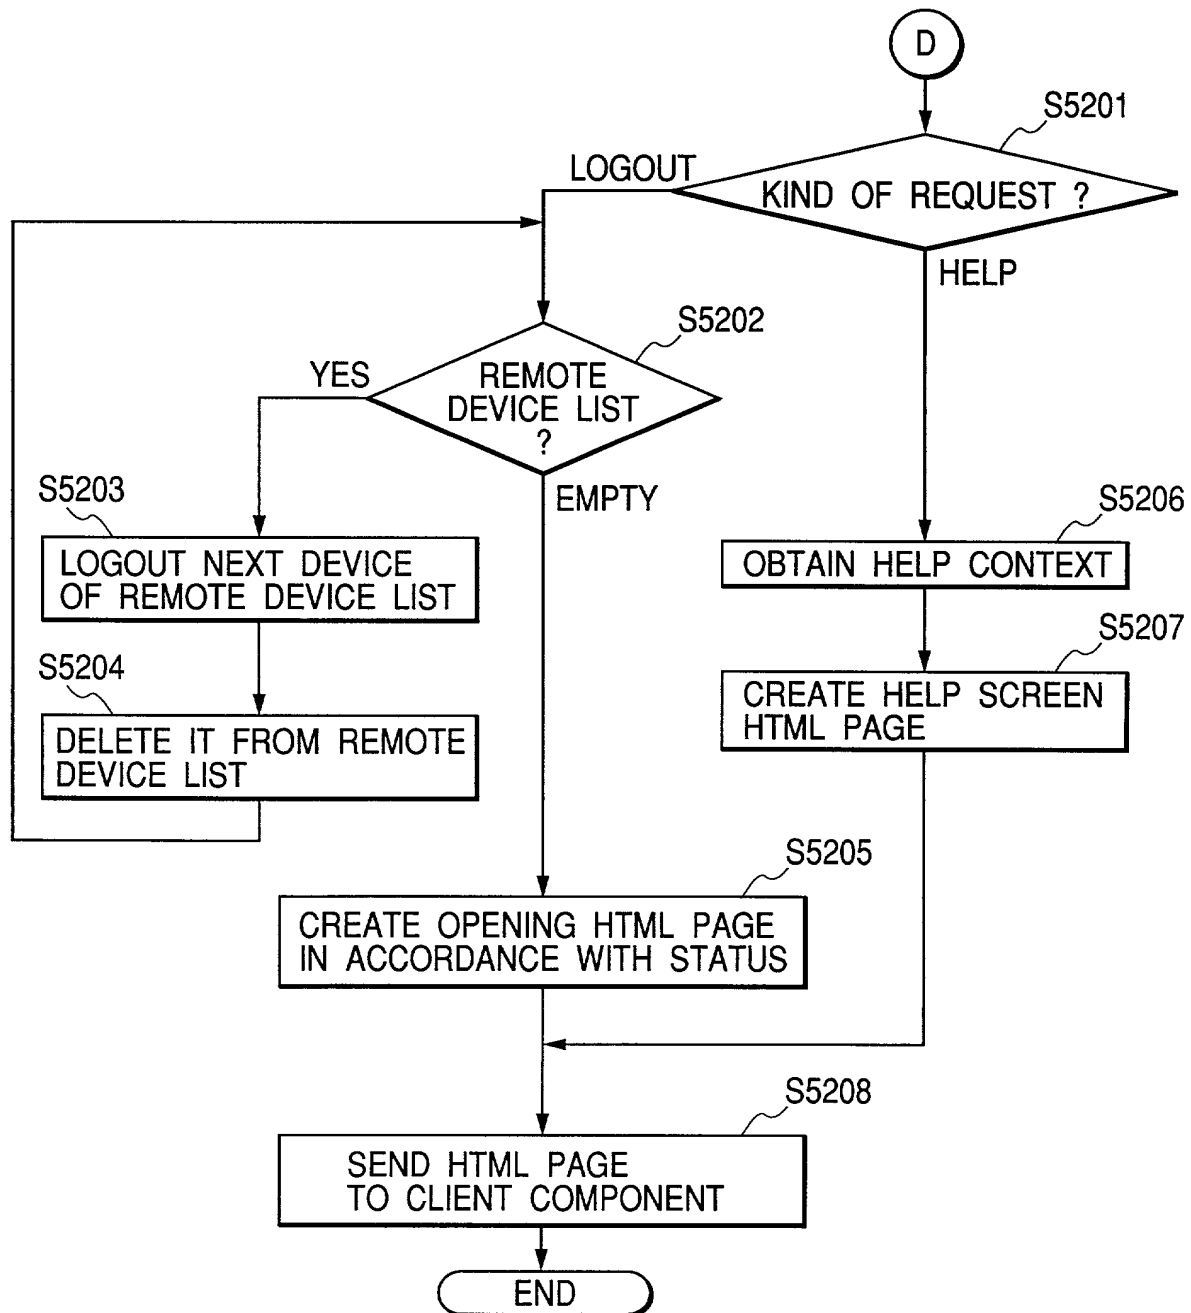 D
S5201
LOGOUT
KIND OF REQUEST ?
HELP
S5202
YES
REMOTE
DEVICE LIST
?
EMPTY
S5203
LOGOUT NEXT DEVICE
OF REMOTE DEVICE LIST
S5206
OBTAIN HELP CONTEXT
S5204
DELETE IT FROM REMOTE
DEVICE LIST
S5207
CREATE HELP SCREEN
HTML PAGE
S5205
CREATE OPENING HTML PAGE
IN ACCORDANCE WITH STATUS
S5208
SEND HTML PAGE
TO CLIENT COMPONENT
END